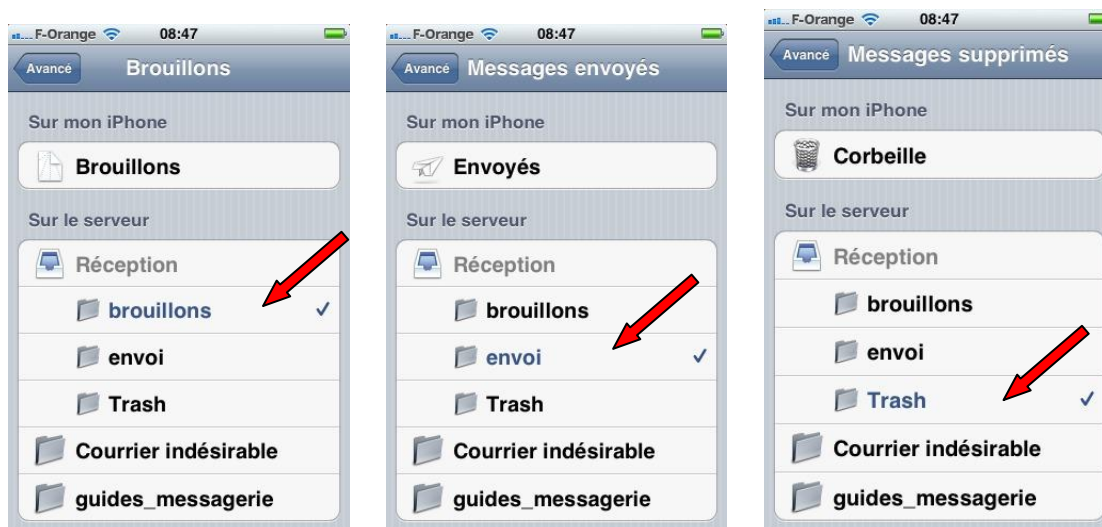 F-Orange 08:47
Avancé Brouillons
Sur mon iPhone
Brouillons
Sur le serveur
Réception
brouillons
envoi
Trash
Courrier indésirable
guides_messagerie
F-Orange 08:47
Avancé Messages envoyés
Sur mon iPhone
Envoyés
Sur le serveur
Réception
brouillons
envoi
Trash
Courrier indésirable
guides_messagerie
F-Orange 08:47
Avancé Messages supprimés
Sur mon iPhone
Corbeille
Sur le serveur
Réception
brouillons
envoi
Trash
Courrier indésirable
guides_messagerie